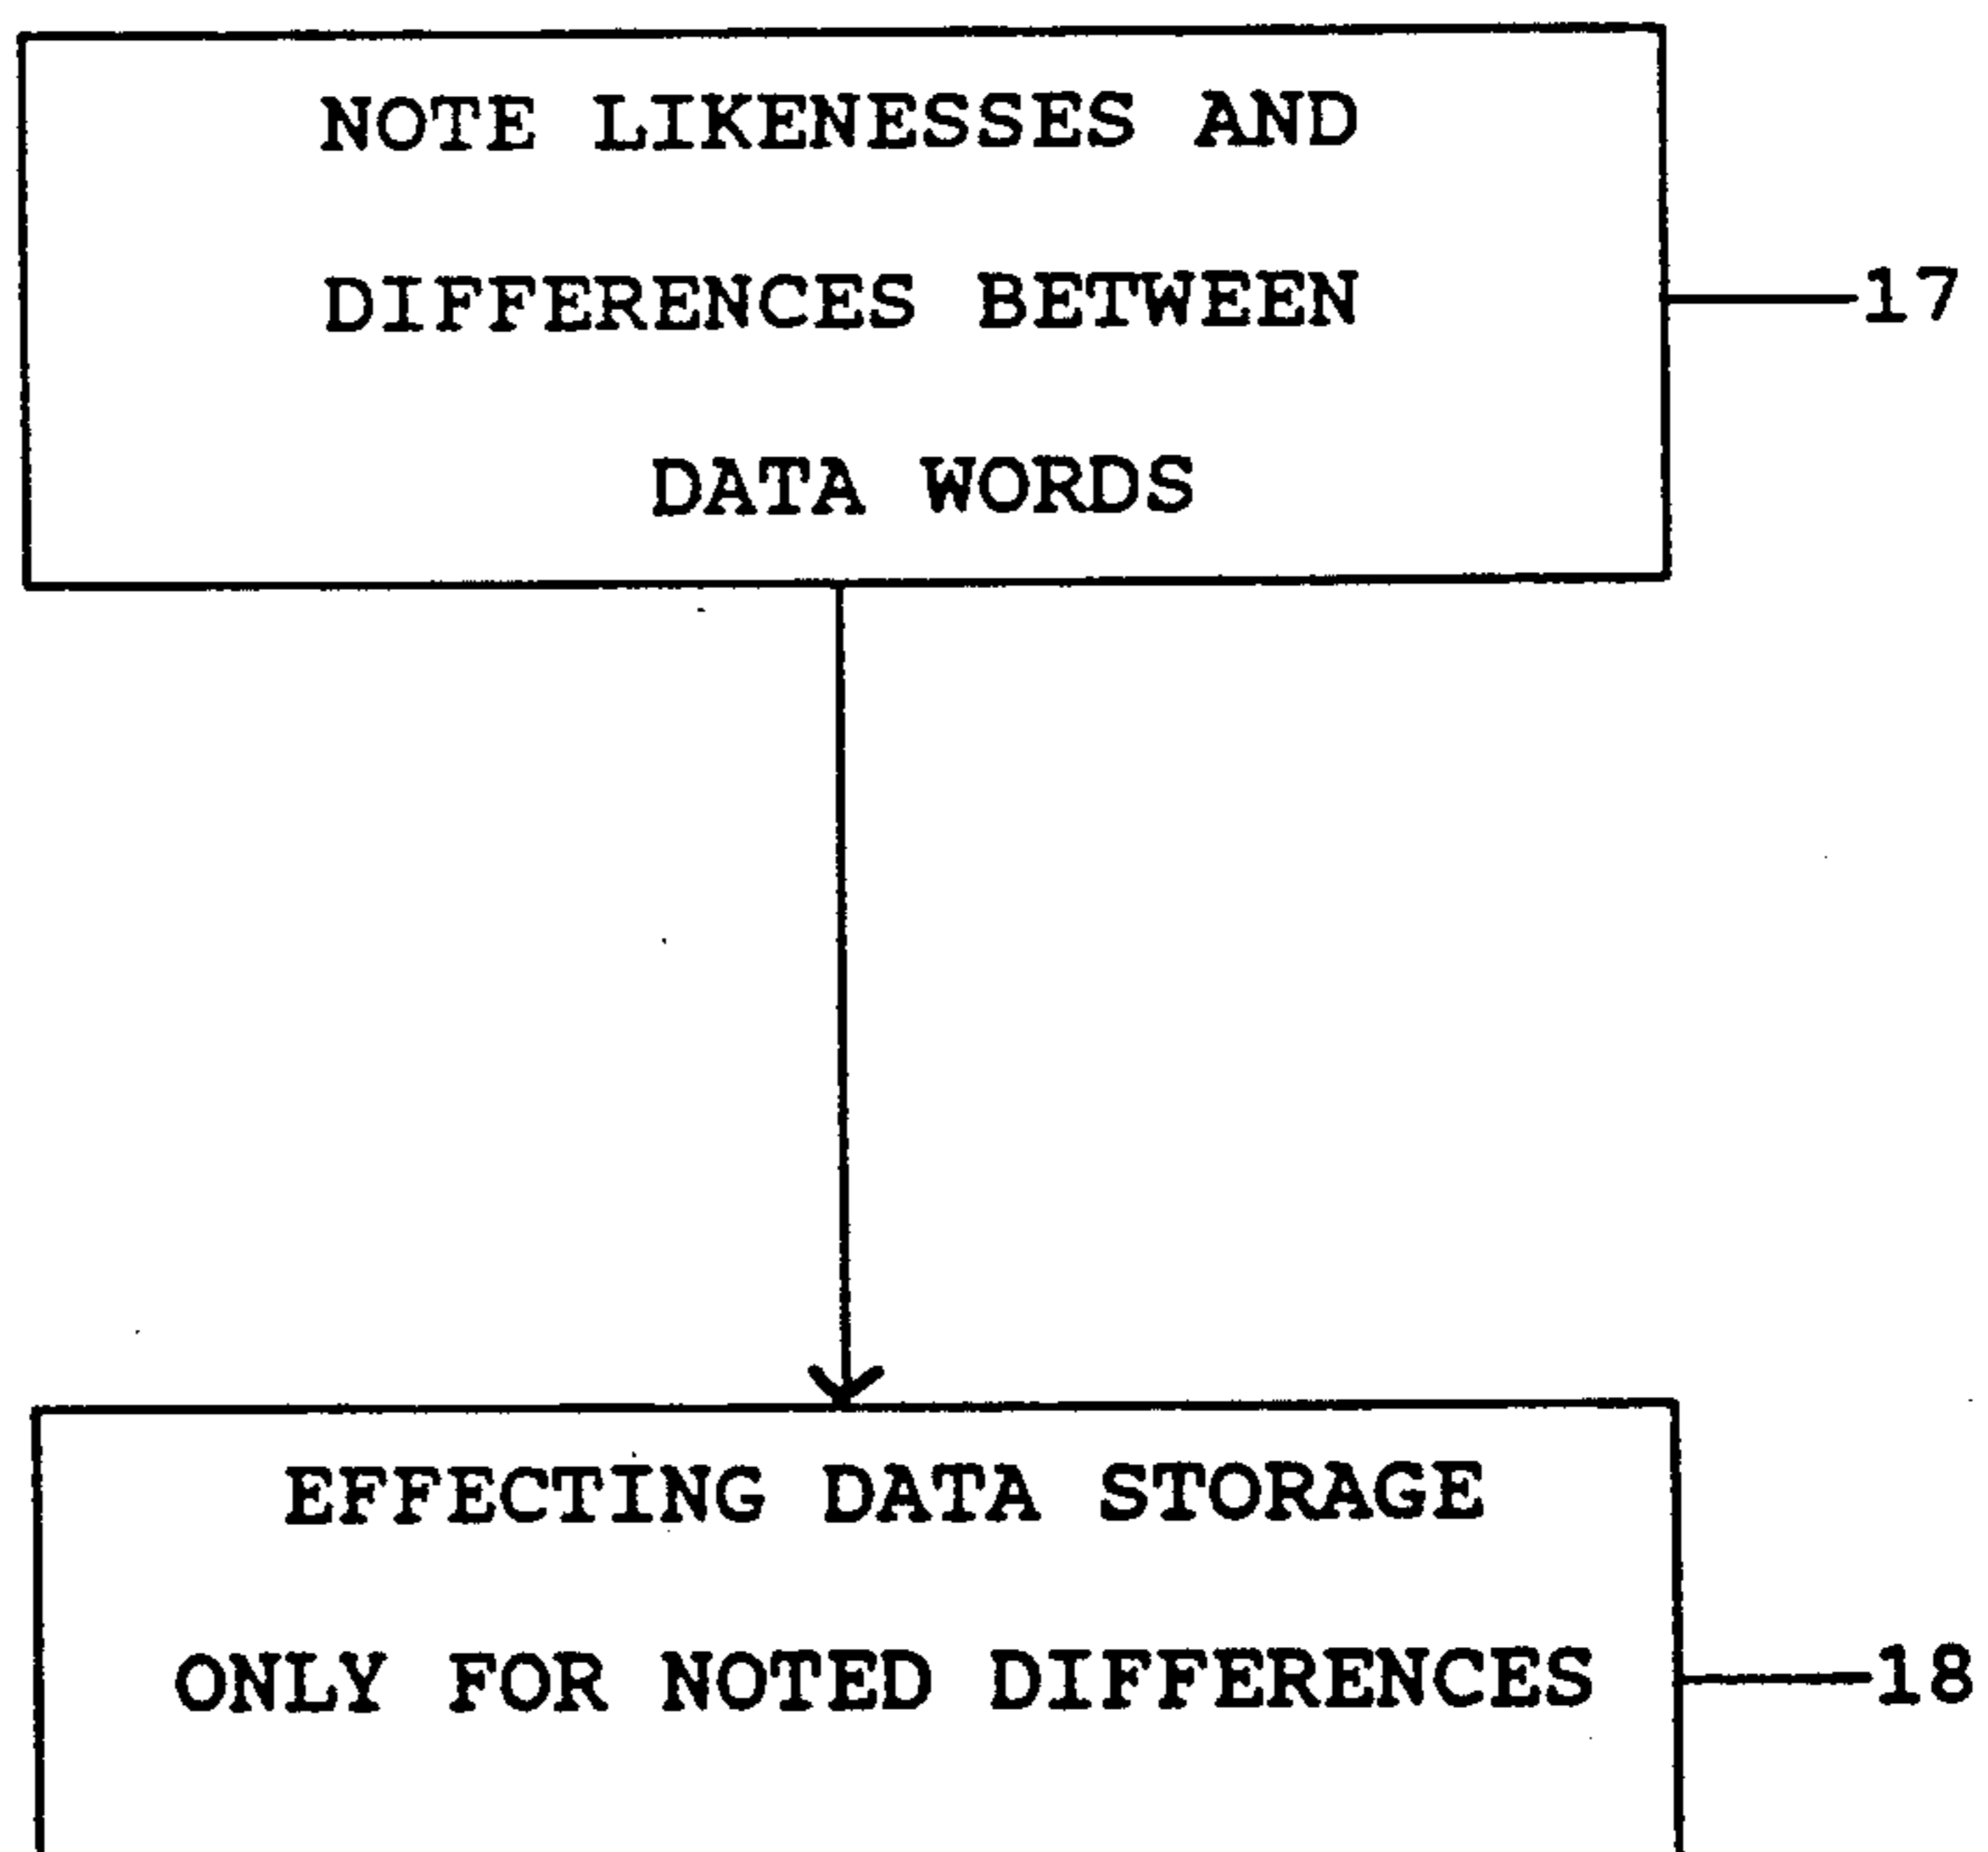 NOTE LIKENESSES AND
DIFFERENCES BETWEEN
DATA WORDS
17
EFFECTING DATA STORAGE
ONLY FOR NOTED DIFFERENCES
18